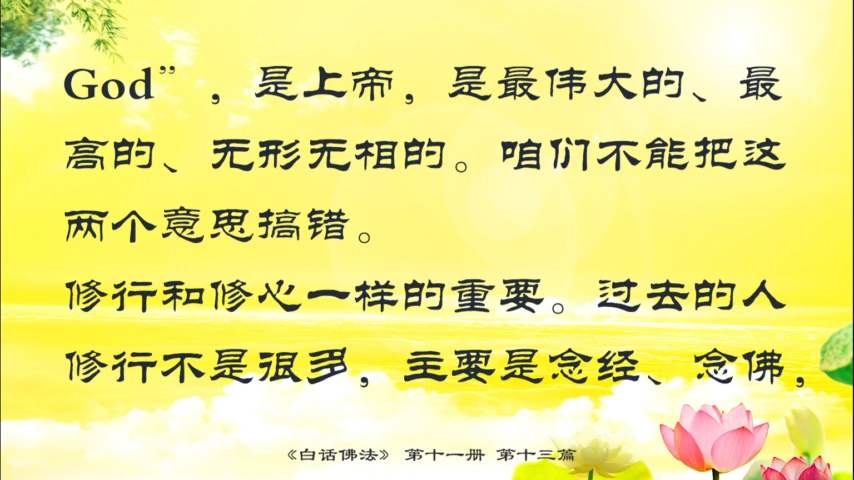 God”，是上帝，是最伟大的、最
高的、无形无相的。咱们不能把这
两个意思搞错。
修行和修心一样的重要。过去的人
修行不是很多，主要是念经、念佛，
《白话佛法》 第十一册 第十三篇